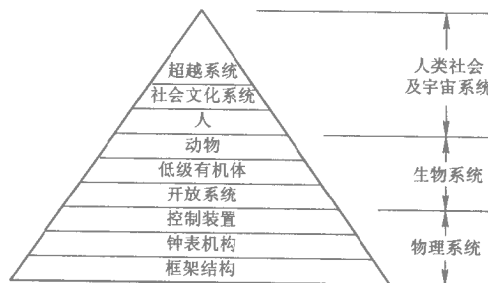 超越系统
社会文化系统
人
动物
低级有机体
开放系统
控制装置
钟表机构
框架结构
人类社会
及宇宙系统
生物系统
物理系统